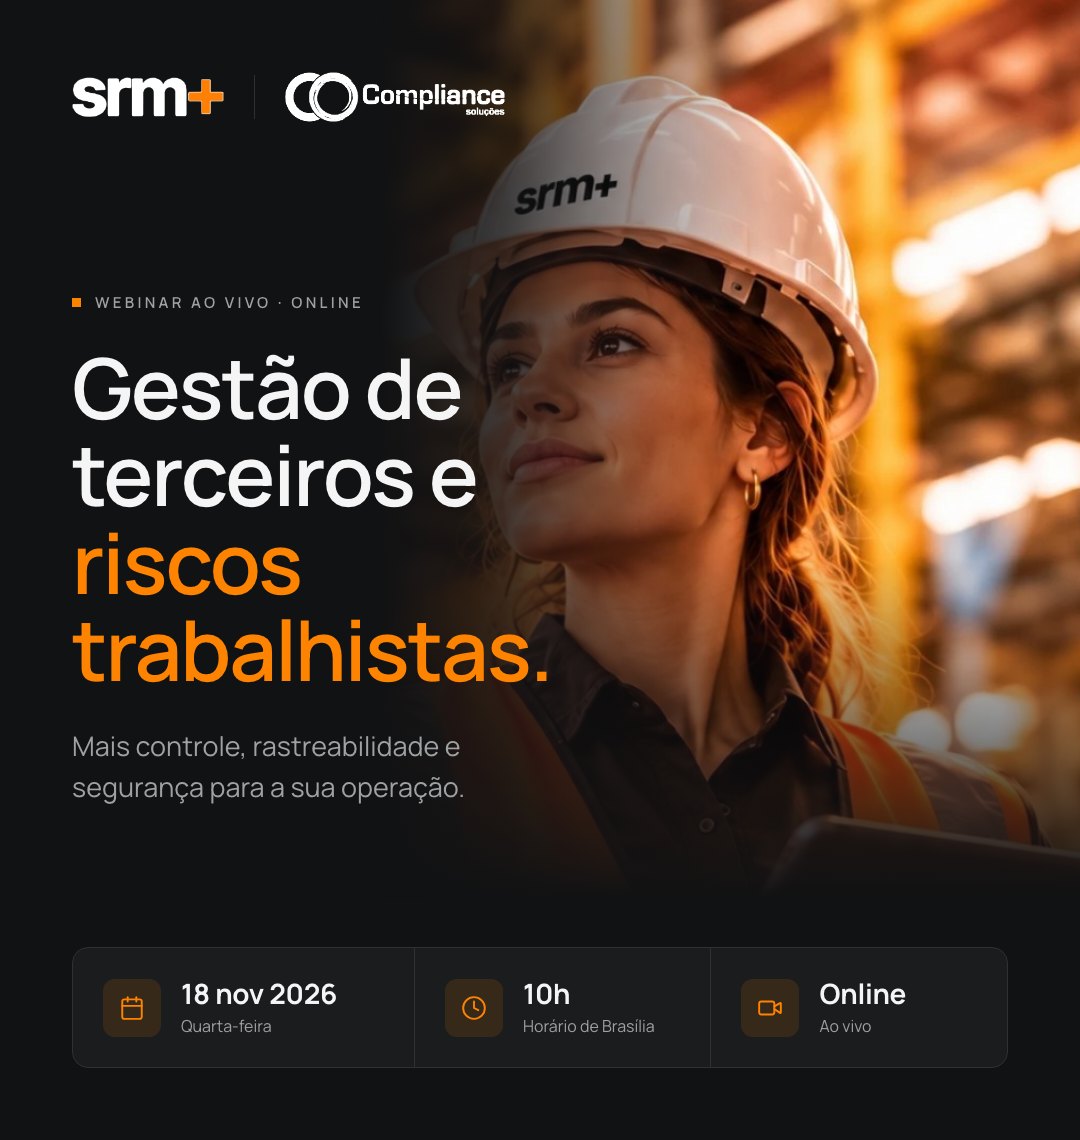 srm+
Compliance
soluções
srm+
WEBINAR AO VIVO · ONLINE
Gestão de
terceiros e
riscos
trabalhistas.
Mais controle, rastreabilidade e
segurança para a sua operação.
18 nov 2026
Quarta-feira
10h
Horário de Brasília
Online
Ao vivo